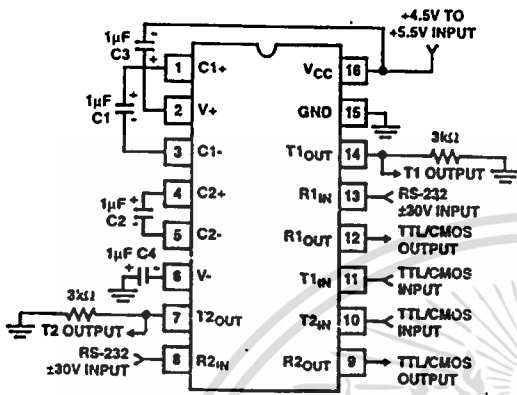 +4.5V TO
+5.5V INPUT
1µF
C3
- +
1µF
C1
+ -
1 C1+
2 V+
3 C1-
4 C2+
5 C2-
6 V-
7 T2OUT
8 R2IN
VCC 16
GND 15
T1OUT 14
R1IN 13
R1OUT 12
T1IN 11
T2IN 10
R2OUT 9
1µF
C2
+ -
1µF C4
+ -
3kΩ
T2 OUTPUT
RS-232
±30V INPUT
3kΩ
T1 OUTPUT
RS-232
±30V INPUT
TTL/CMOS
OUTPUT
TTL/CMOS
INPUT
TTL/CMOS
INPUT
TTL/CMOS
OUTPUT